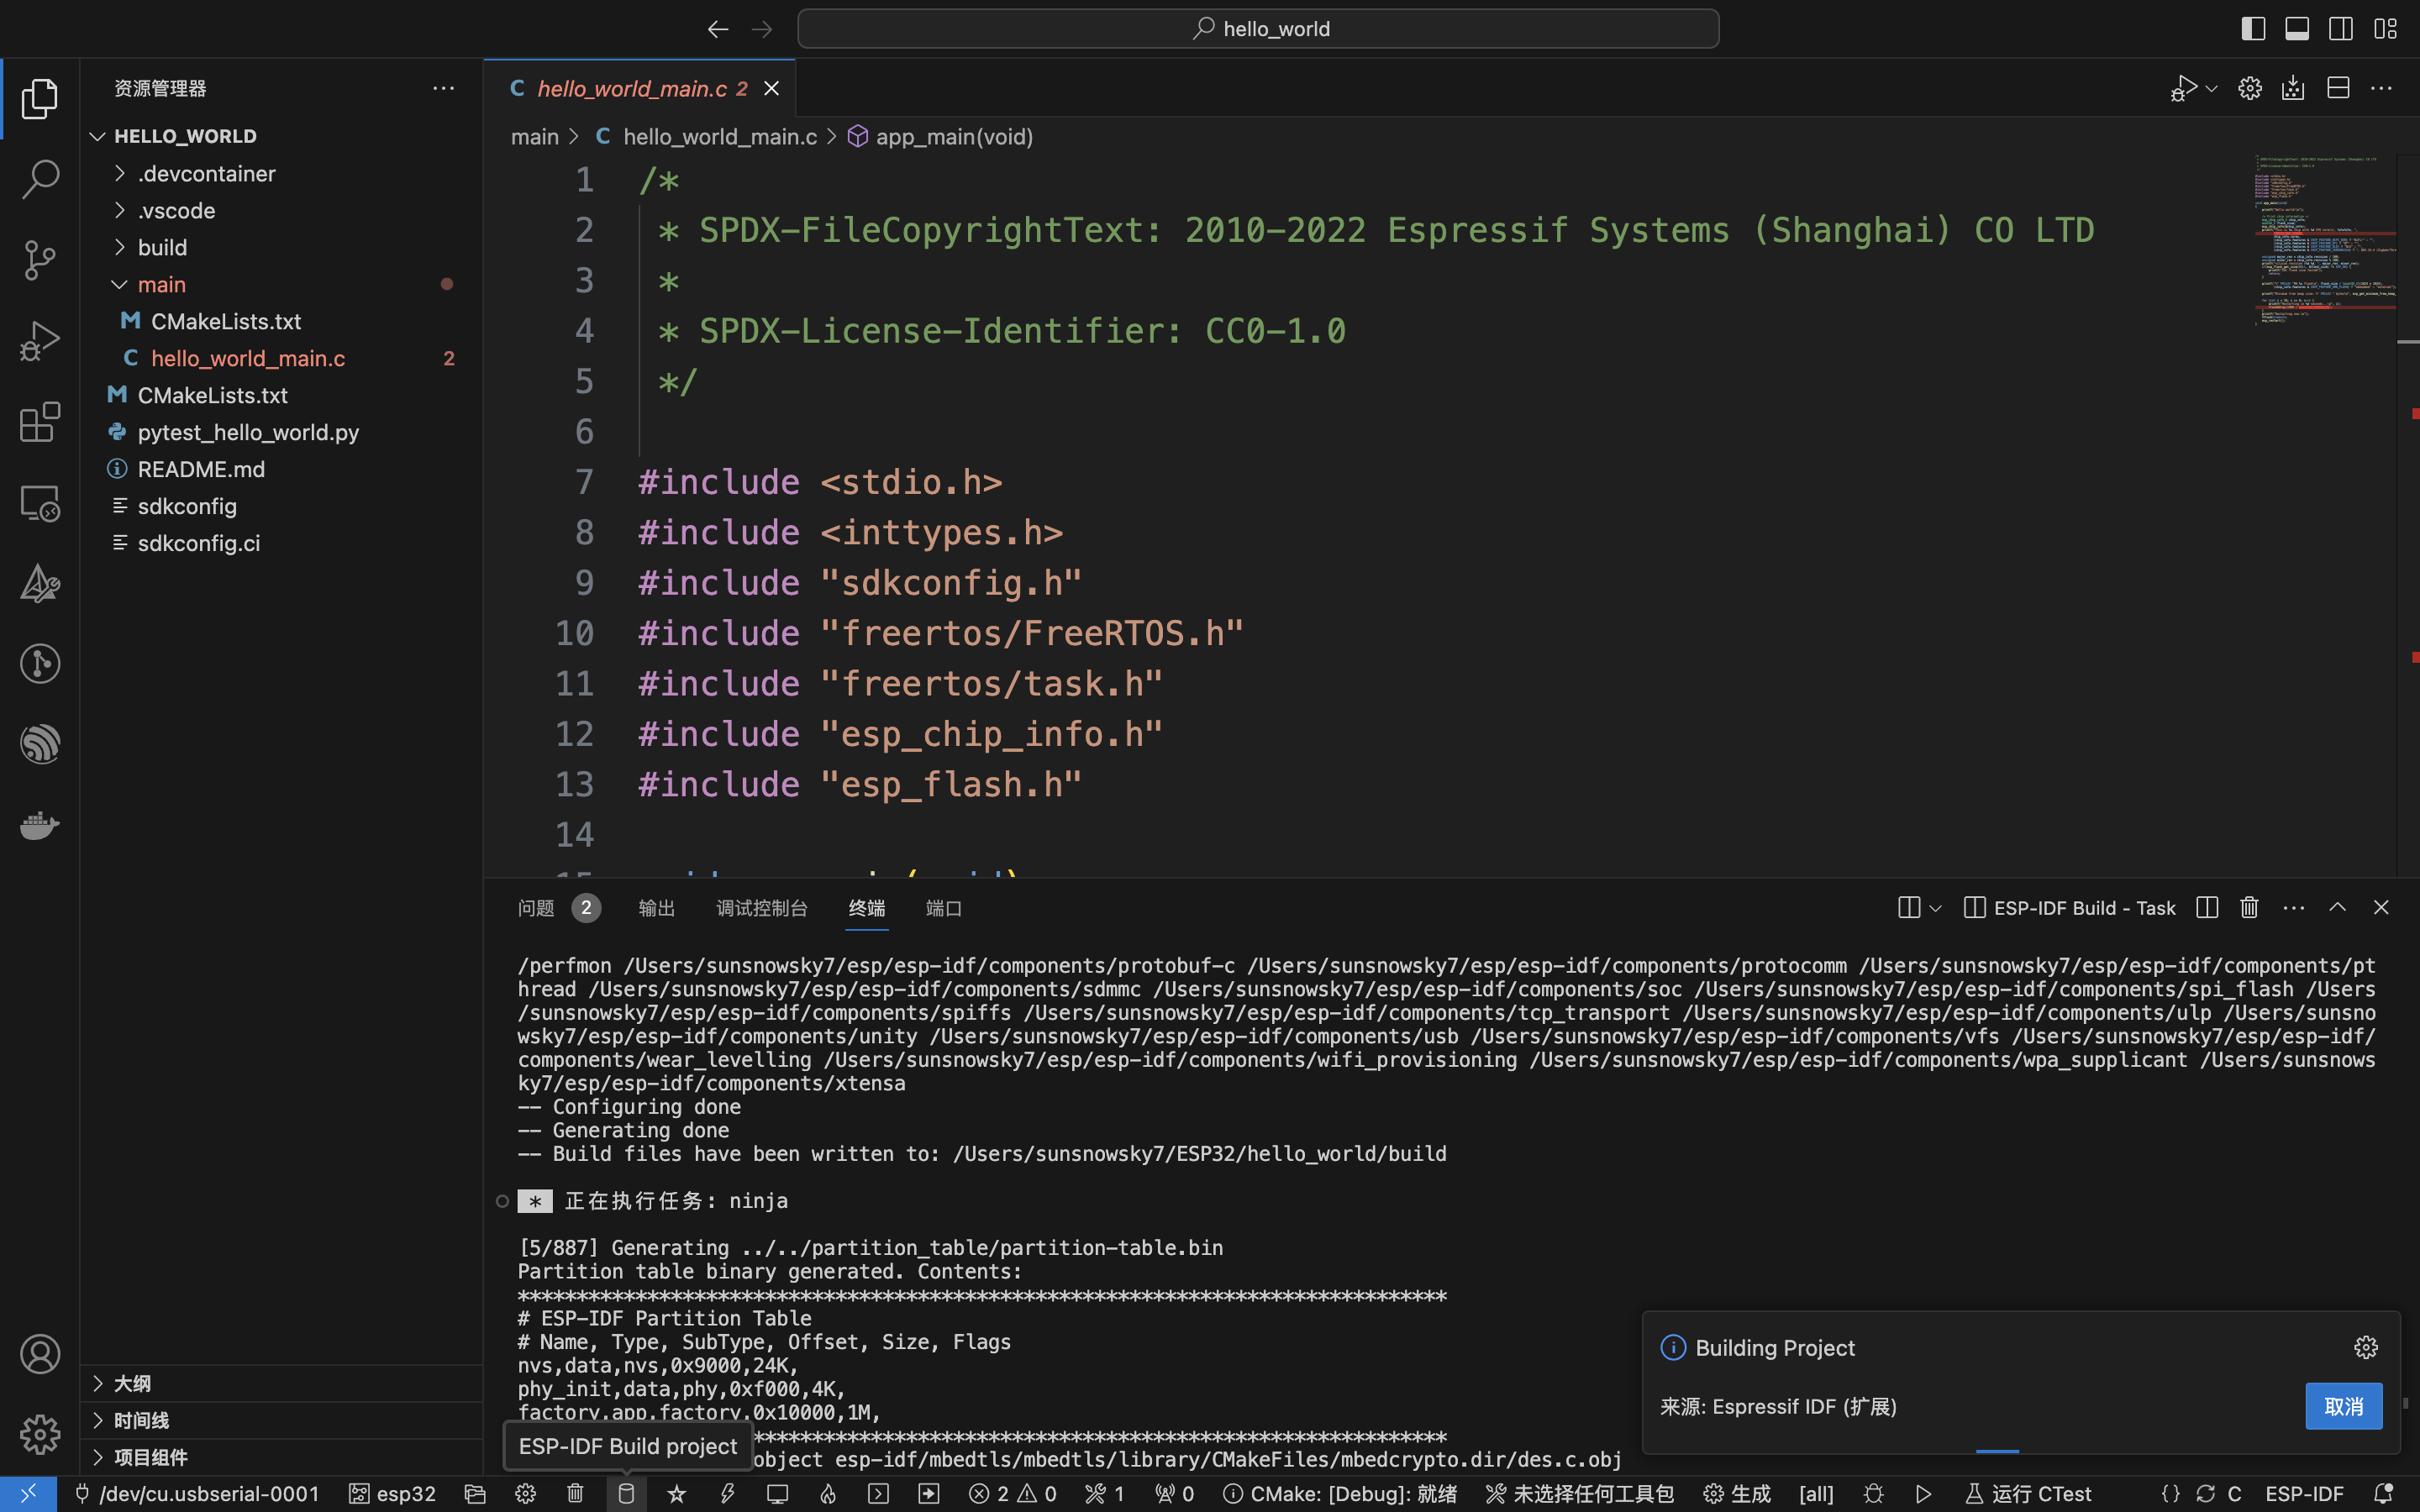 hello_world
资源管理器
HELLO_WORLD
.devcontainer
.vscode
build
main
CMakeLists.txt
hello_world_main.c 2
CMakeLists.txt
pytest_hello_world.py
README.md
sdkconfig
sdkconfig.ci
大纲
时间线
项目组件
hello_world_main.c 2
main > C hello_world_main.c > app_main(void)
1 /*
2 * SPDX-FileCopyrightText: 2010-2022 Espressif Systems (Shanghai) CO LTD
3 *
4 * SPDX-License-Identifier: CC0-1.0
5 */
6
7 #include <stdio.h>
8 #include <inttypes.h>
9 #include "sdkconfig.h"
10 #include "freertos/FreeRTOS.h"
11 #include "freertos/task.h"
12 #include "esp_chip_info.h"
13 #include "esp_flash.h"
14
问题 2 输出 调试控制台 终端 端口 ESP-IDF Build - Task
/perfmon /Users/sunsnowsky7/esp/esp-idf/components/protobuf-c /Users/sunsnowsky7/esp/esp-idf/components/protocomm /Users/sunsnowsky7/esp/esp-idf/components/pt
hread /Users/sunsnowsky7/esp/esp-idf/components/sdmmc /Users/sunsnowsky7/esp/esp-idf/components/soc /Users/sunsnowsky7/esp/esp-idf/components/spi_flash /Users
/sunsnowsky7/esp/esp-idf/components/spiffs /Users/sunsnowsky7/esp/esp-idf/components/tcp_transport /Users/sunsnowsky7/esp/esp-idf/components/ulp /Users/sunsno
wsky7/esp/esp-idf/components/unity /Users/sunsnowsky7/esp/esp-idf/components/usb /Users/sunsnowsky7/esp/esp-idf/components/vfs /Users/sunsnowsky7/esp/esp-idf/
components/wear_levelling /Users/sunsnowsky7/esp/esp-idf/components/wifi_provisioning /Users/sunsnowsky7/esp/esp-idf/components/wpa_supplicant /Users/sunsnows
ky7/esp/esp-idf/components/xtensa
-- Configuring done
-- Generating done
-- Build files have been written to: /Users/sunsnowsky7/ESP32/hello_world/build
* 正在执行任务: ninja
[5/887] Generating ../../partition_table/partition-table.bin
Partition table binary generated. Contents:
*******************************************************************************
# ESP-IDF Partition Table
# Name, Type, SubType, Offset, Size, Flags
nvs,data,nvs,0x9000,24K,
phy_init,data,phy,0xf000,4K,
factory,app,factory,0x10000,1M,
***********************************************************
object esp-idf/mbedtls/mbedtls/library/CMakeFiles/mbedcrypto.dir/des.c.obj
ESP-IDF Build project
Building Project
来源: Espressif IDF (扩展)
取消
/dev/cu.usbserial-0001 esp32 2 0 1 0 CMake: [Debug]: 就绪 未选择任何工具包 生成 [all] 运行 CTest {} C ESP-IDF